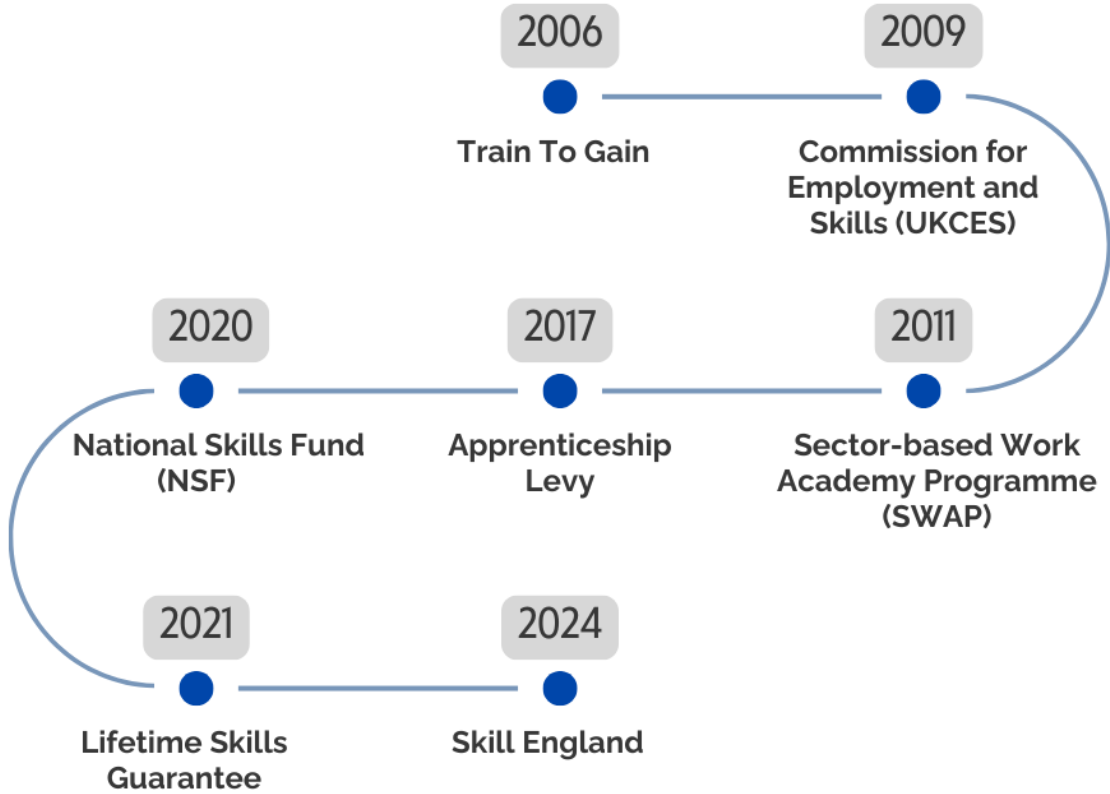 2006
Train To Gain
2009
Commission for
Employment and
Skills (UKCES)
2011
Sector-based Work
Academy Programme
(SWAP)
2017
Apprenticeship
Levy
2020
National Skills Fund
(NSF)
2021
Lifetime Skills
Guarantee
2024
Skill England